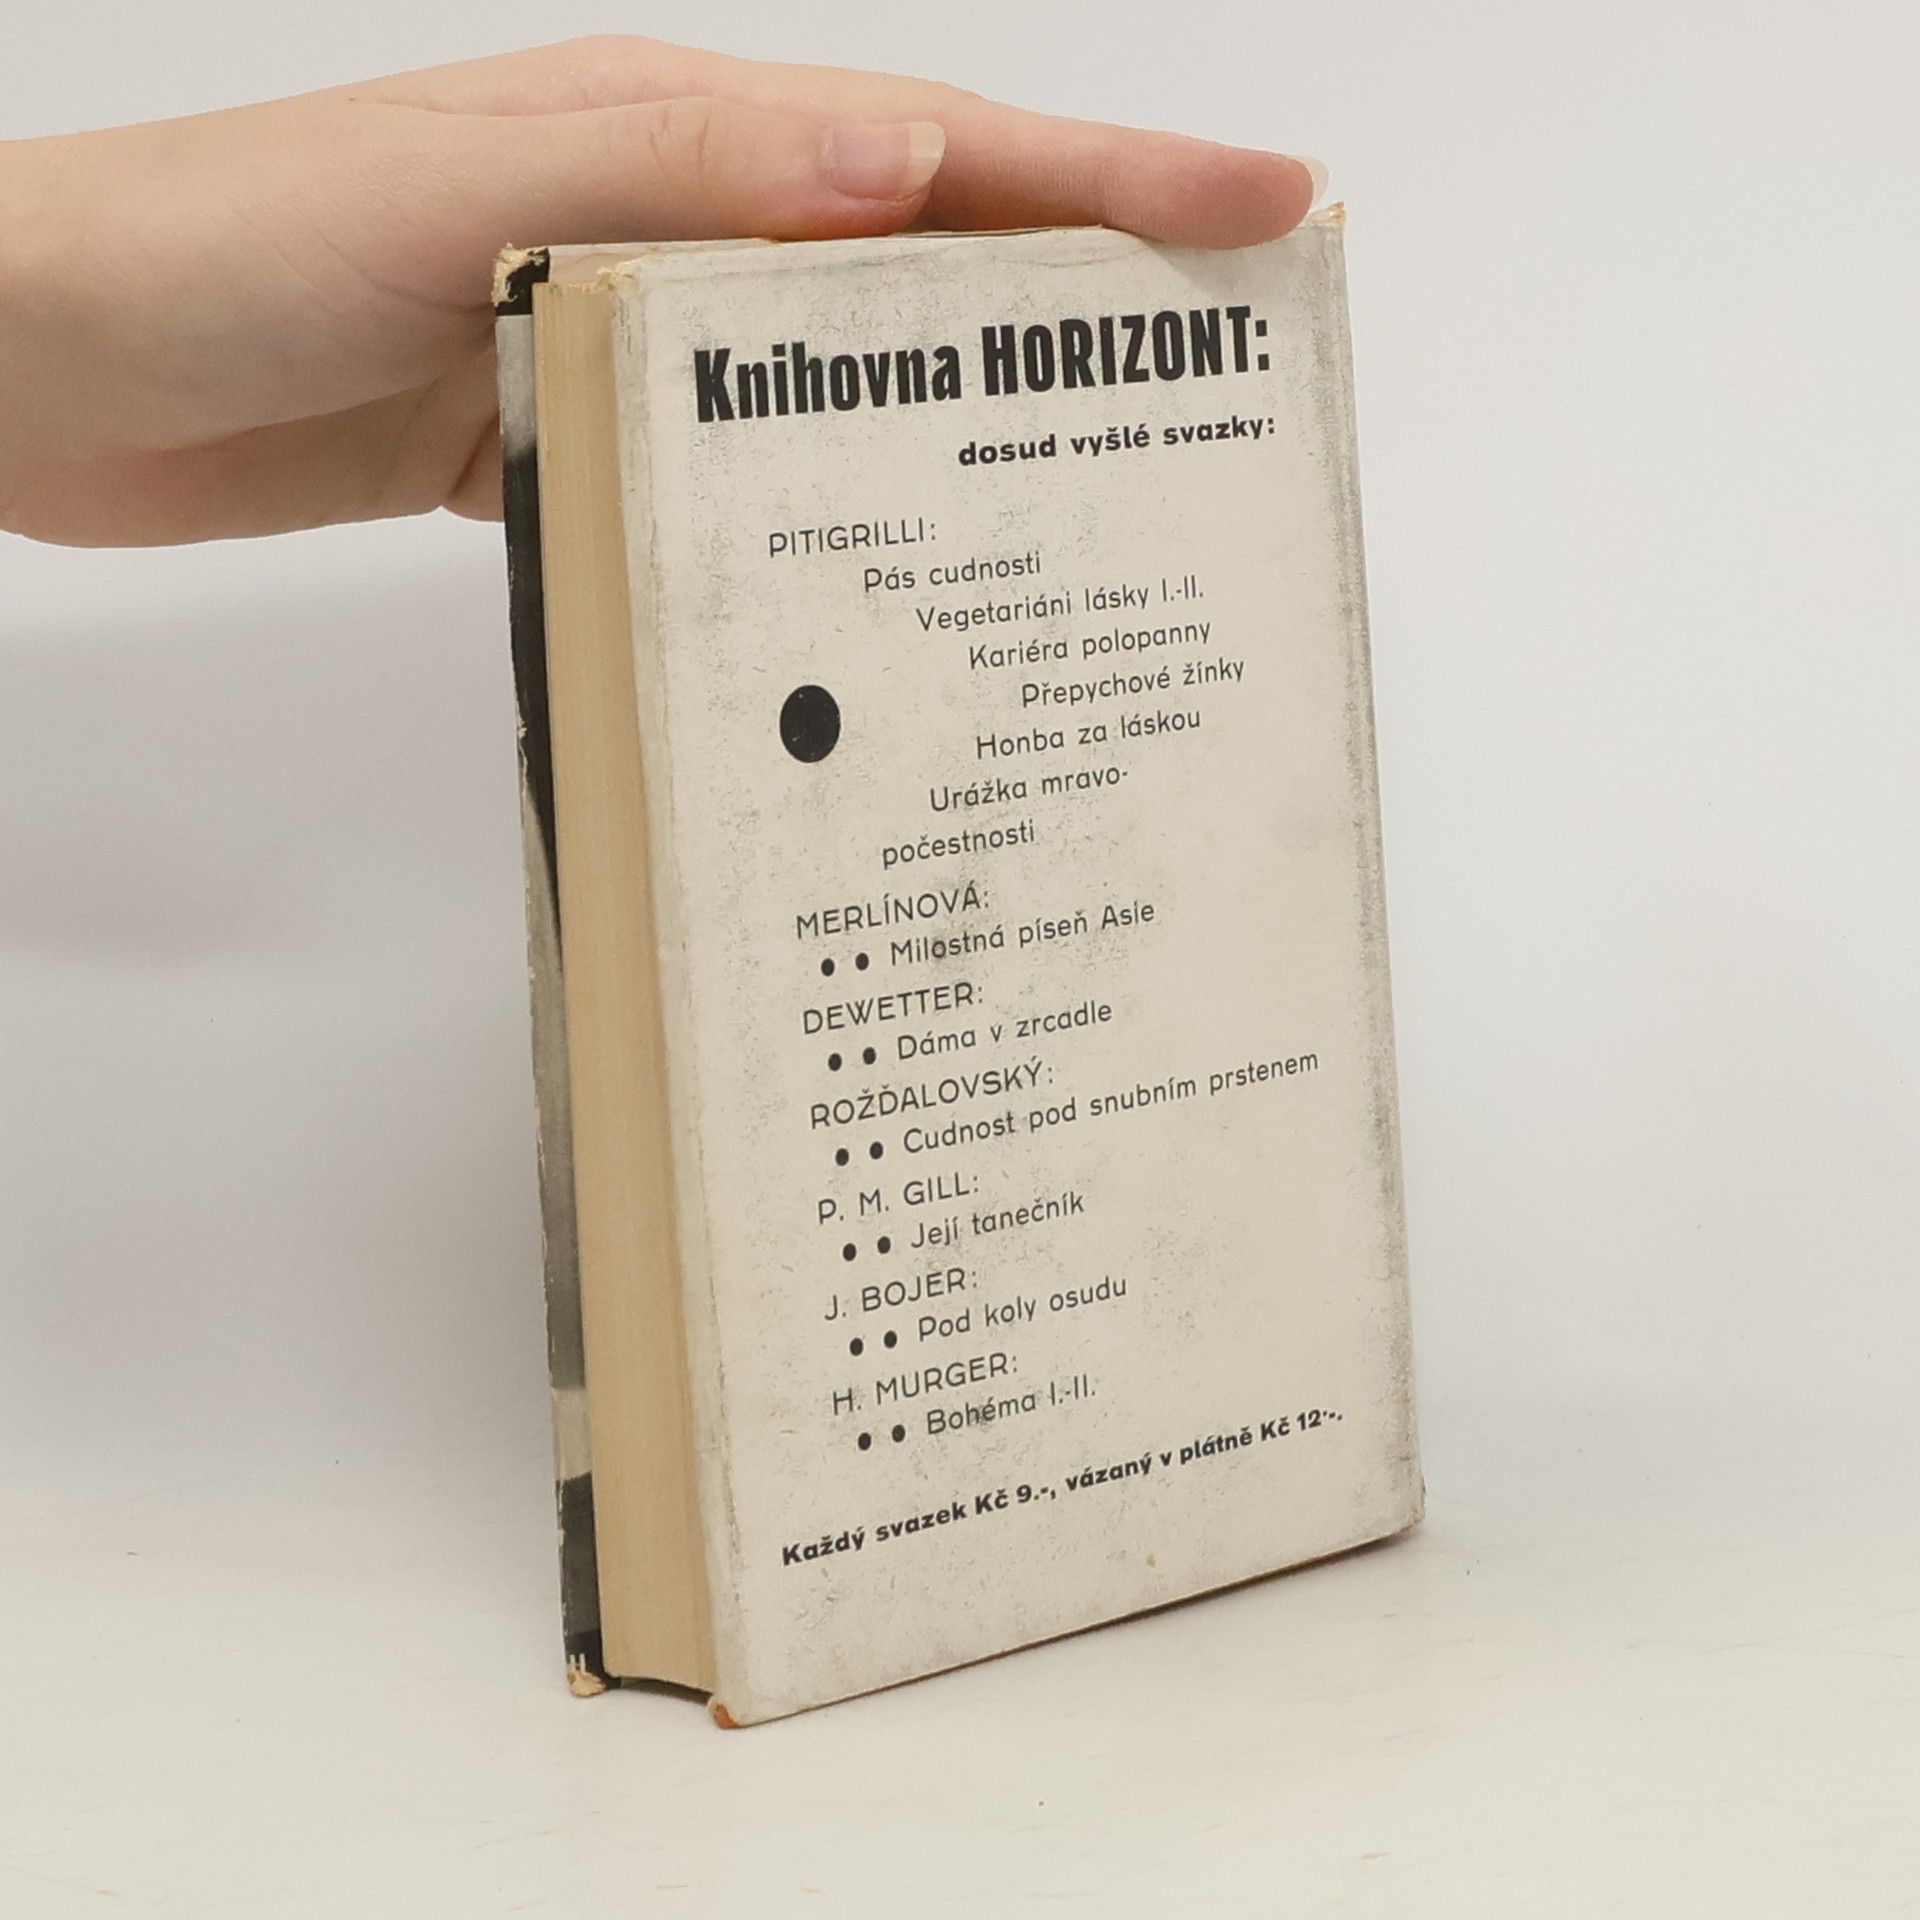 Knihovna HORIZONT:
dosud vyšlé svazky:
PITIGRILLI:
Pás cudnosti
Vegetariáni lásky I.-II.
Kariéra polopanny
Přepychové žínky
Honba za láskou
Urážka mravo-
počestnosti
MERLÍNOVÁ:
● ● Milostná píseň Asie
DEWETTER:
● ● Dáma v zrcadle
ROŽĎALOVSKÝ:
● ● Cudnost pod snubním prstenem
P. M. GILL:
● ● Její tanečník
J. BOJER:
● ● Pod koly osudu
H. MURGER:
● ● Bohéma I.-II.
Každý svazek Kč 9.-, vázaný v plátně Kč 12·-.